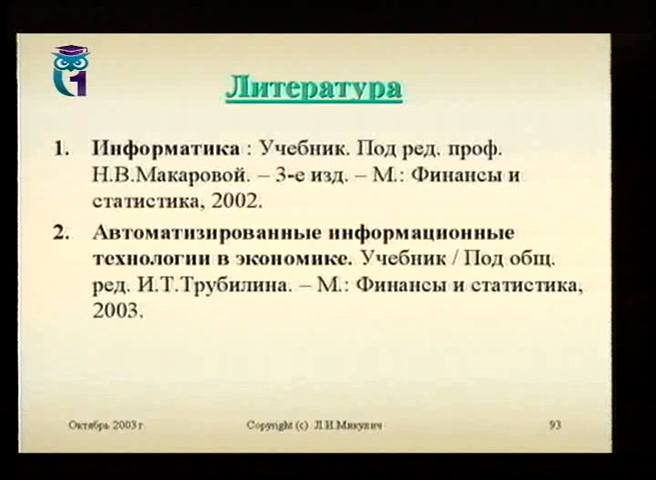 1
Литература
1. Информатика : Учебник. Под ред. проф.
Н.В.Макаровой. – 3-е изд. – М.: Финансы и
статистика, 2002.
2. Автоматизированные информационные
технологии в экономике. Учебник / Под общ.
ред. И.Т.Трубилина. – М.: Финансы и статистика,
2003.
Октябрь 2003 г Copyright (c) Л.И.Микулич 93